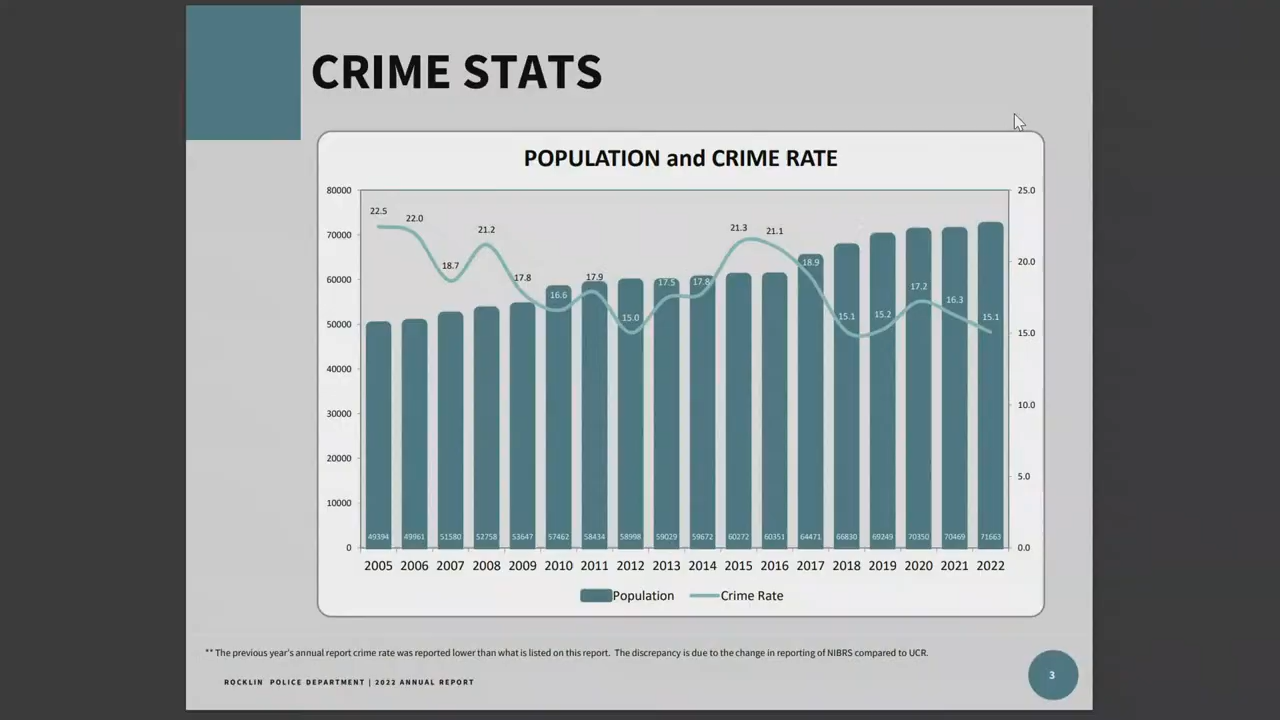 CRIME STATS
POPULATION and CRIME RATE
80000
70000
60000
50000
40000
30000
20000
10000
0
25.0
20.0
15.0
10.0
5.0
0.0
22.5 22.0 18.7 21.2 17.8 16.6 17.9 15.0 17.5 17.8 21.3 21.1 18.9 15.1 15.2 17.2 16.3 15.1
49394 49961 51580 52758 53647 57462 58434 58998 59029 59672 60272 60351 64471 66830 69249 70350 70469 71663
2005 2006 2007 2008 2009 2010 2011 2012 2013 2014 2015 2016 2017 2018 2019 2020 2021 2022
Population Crime Rate
** The previous year's annual report crime rate was reported lower than what is listed on this report. The discrepancy is due to the change in reporting of NIBRS compared to UCR.
ROCKLIN POLICE DEPARTMENT | 2022 ANNUAL REPORT
3